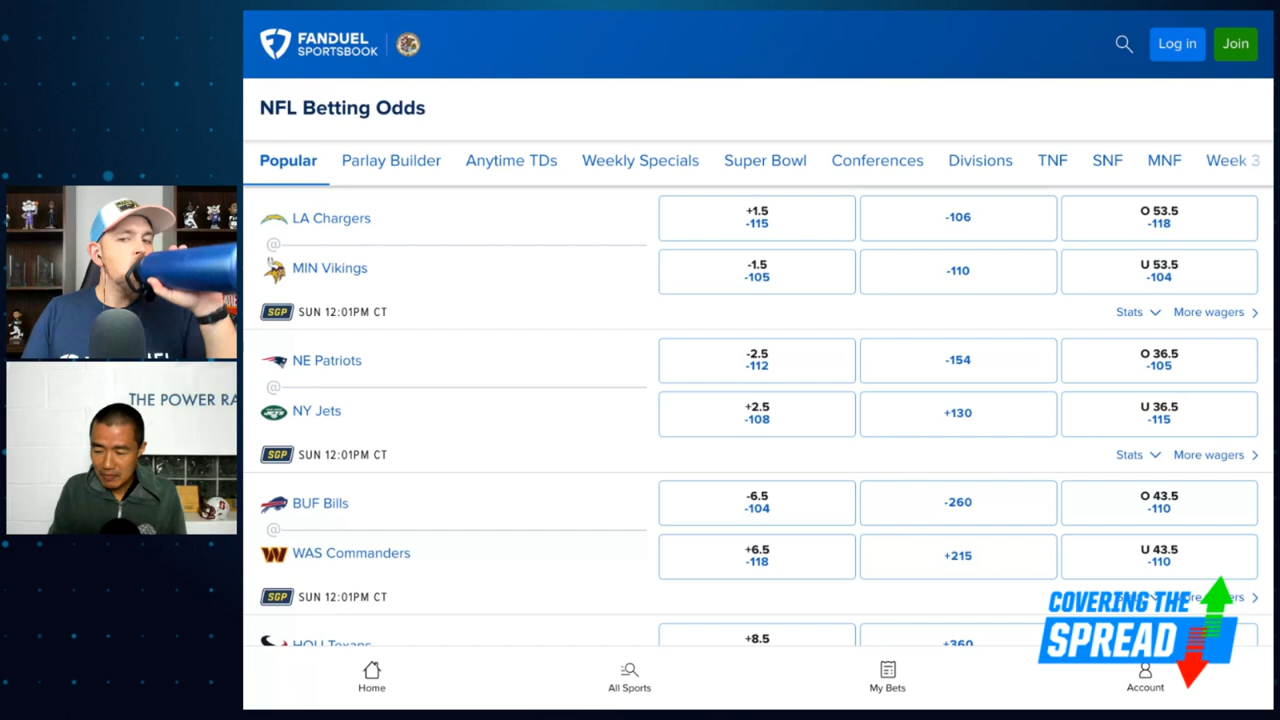 FANDUEL
SPORTSBOOK
Log in
Join
NFL Betting Odds
Popular
Parlay Builder
Anytime TDs
Weekly Specials
Super Bowl
Conferences
Divisions
TNF
SNF
MNF
Week 3
LA Chargers
+1.5
-115
-106
O 53.5
-118
@
MIN Vikings
-1.5
-105
-110
U 53.5
-104
SGP SUN 12:01PM CT
Stats
More wagers
NE Patriots
-2.5
-112
-154
O 36.5
-105
@
NY Jets
+2.5
-108
+130
U 36.5
-115
SGP SUN 12:01PM CT
Stats
More wagers
BUF Bills
-6.5
-104
-260
O 43.5
-110
@
WAS Commanders
+6.5
-118
+215
U 43.5
-110
SGP SUN 12:01PM CT
HOU Texans
+8.5
+360
COVERING THE
SPREAD
Home
All Sports
My Bets
Account
THE POWER RA